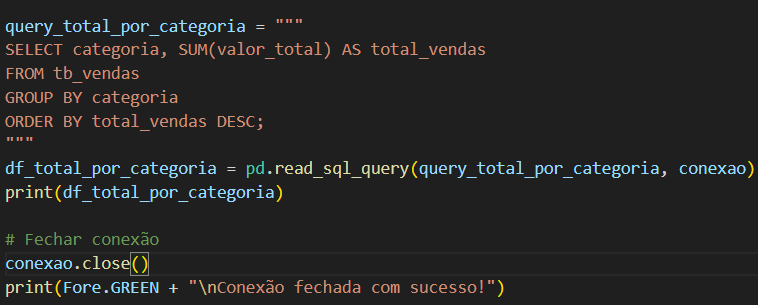 query_total_por_categoria = """
SELECT categoria, SUM(valor_total) AS total_vendas
FROM tb_vendas
GROUP BY categoria
ORDER BY total_vendas DESC;
"""
df_total_por_categoria = pd.read_sql_query(query_total_por_categoria, conexao)
print(df_total_por_categoria)

# Fechar conexão
conexao.close()
print(Fore.GREEN + "\nConexão fechada com sucesso!")